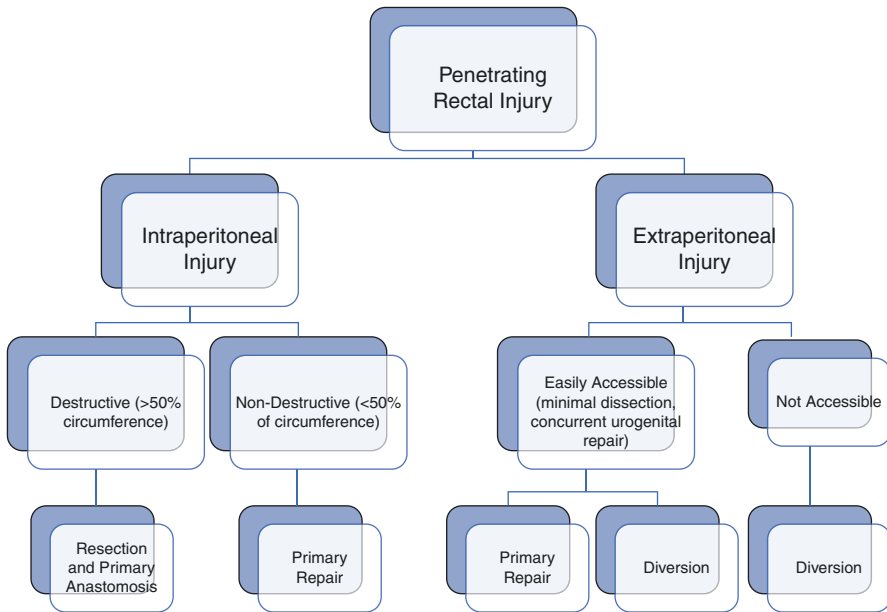 Penetrating
Rectal Injury
Intraperitoneal
Injury
Extraperitoneal
Injury
Destructive (>50%
circumference)
Non-Destructive (<50%
of circumference)
Easily Accessible
(minimal dissection,
concurrent urogenital
repair)
Not Accessible
Resection
and Primary
Anastomosis
Primary
Repair
Primary
Repair
Diversion
Diversion